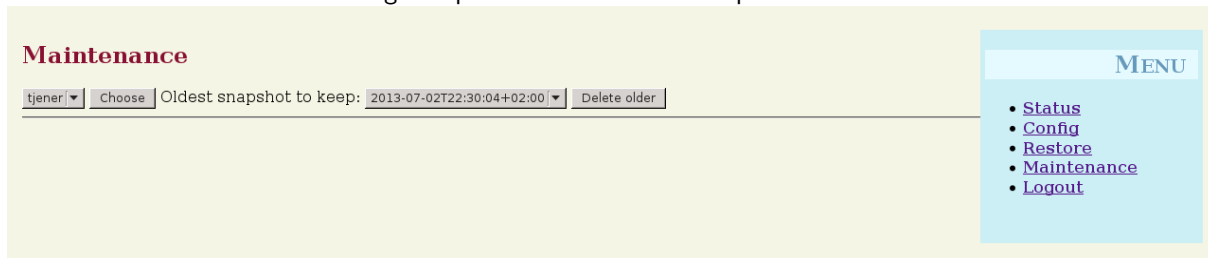 Maintenance
tjener Choose Oldest snapshot to keep: 2013-07-02T22:30:04+02:00 Delete older
MENU
Status
Config
Restore
Maintenance
Logout